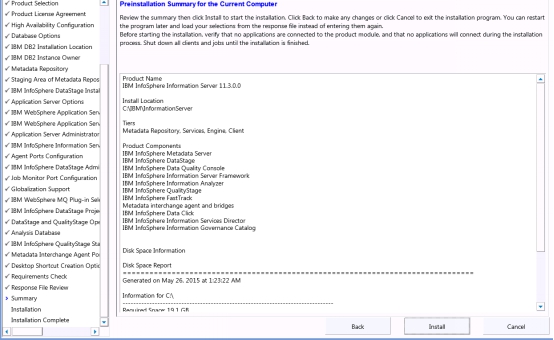 Product Selection
Product License Agreement
High Availability Configuration
Database Options
IBM DB2 Installation Location
IBM DB2 Instance Owner
Metadata Repository
Staging Area of Metadata Repos
IBM InfoSphere DataStage Instal
Application Server Options
IBM WebSphere Application Serv
IBM WebSphere Application Serv
Application Server Administrator
IBM InfoSphere Information Serv
Agent Ports Configuration
IBM InfoSphere DataStage Admi
Job Monitor Port Configuration
Globalization Support
IBM WebSphere MQ Plug-in Sele
IBM InfoSphere DataStage Proje
DataStage and QualityStage Ope
Analysis Database
IBM InfoSphere QualityStage Sta
Metadata Interchange Agent Po
Desktop Shortcut Creation Optic
Requirements Check
Response File Review
Summary
Installation
Installation Complete
Preinstallation Summary for the Current Computer
Review the summary then click Install to start the installation. Click Back to make any changes or click Cancel to exit the installation program. You can restart
the program later and load your selections from the response file instead of entering them again.
Before starting the installation, verify that no applications are connected to the product module, and that no applications will connect during the installation
process. Shut down all clients and jobs until the installation is finished.
Product Name
IBM InfoSphere Information Server 11.3.0.0
Install Location
C:\IBM\InformationServer
Tiers
Metadata Repository, Services, Engine, Client
Product Components
IBM InfoSphere Metadata Server
IBM InfoSphere DataStage
IBM InfoSphere Data Quality Console
IBM InfoSphere Information Server Framework
IBM InfoSphere Information Analyzer
IBM InfoSphere QualityStage
IBM InfoSphere FastTrack
Metadata interchange agent and bridges
IBM InfoSphere Data Click
IBM InfoSphere Information Services Director
IBM InfoSphere Information Governance Catalog
Disk Space Information
Disk Space Report
Generated on May 26, 2015 at 1:23:22 AM
Information for C:\
Required Space: 19.1 GB
Back
Install
Cancel